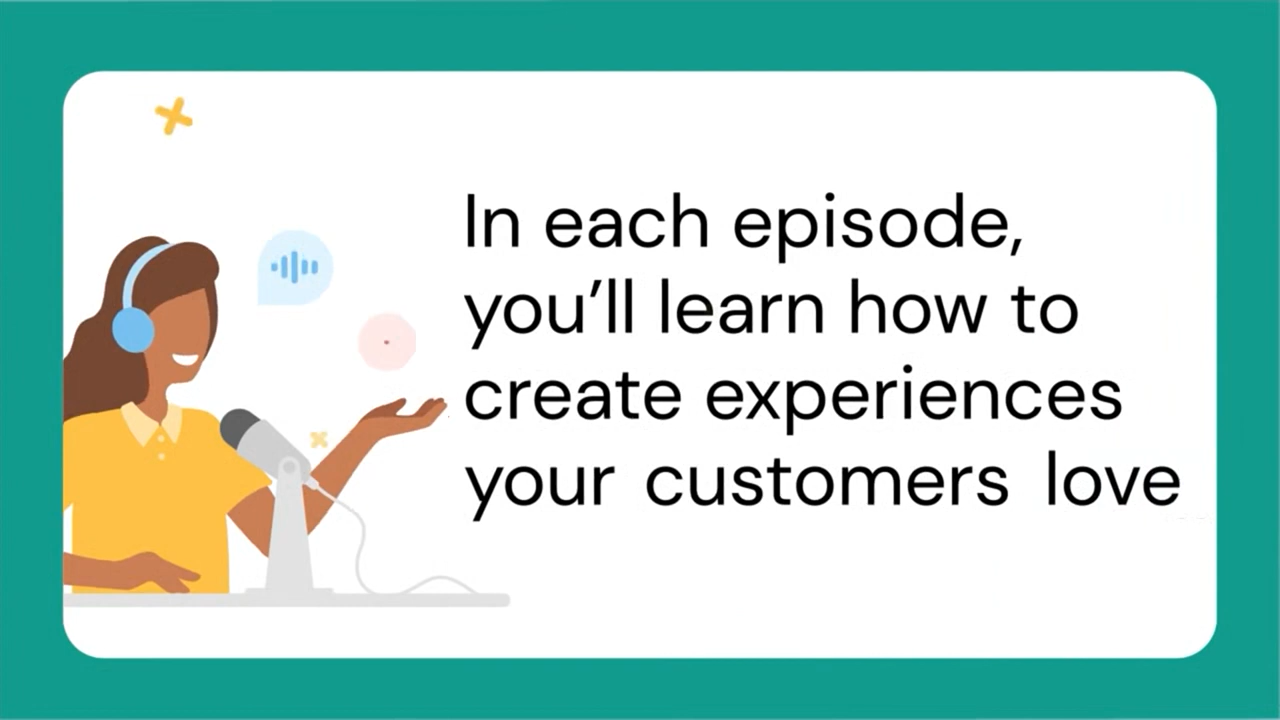 In each episode,
you’ll learn how to
create experiences
your customers love